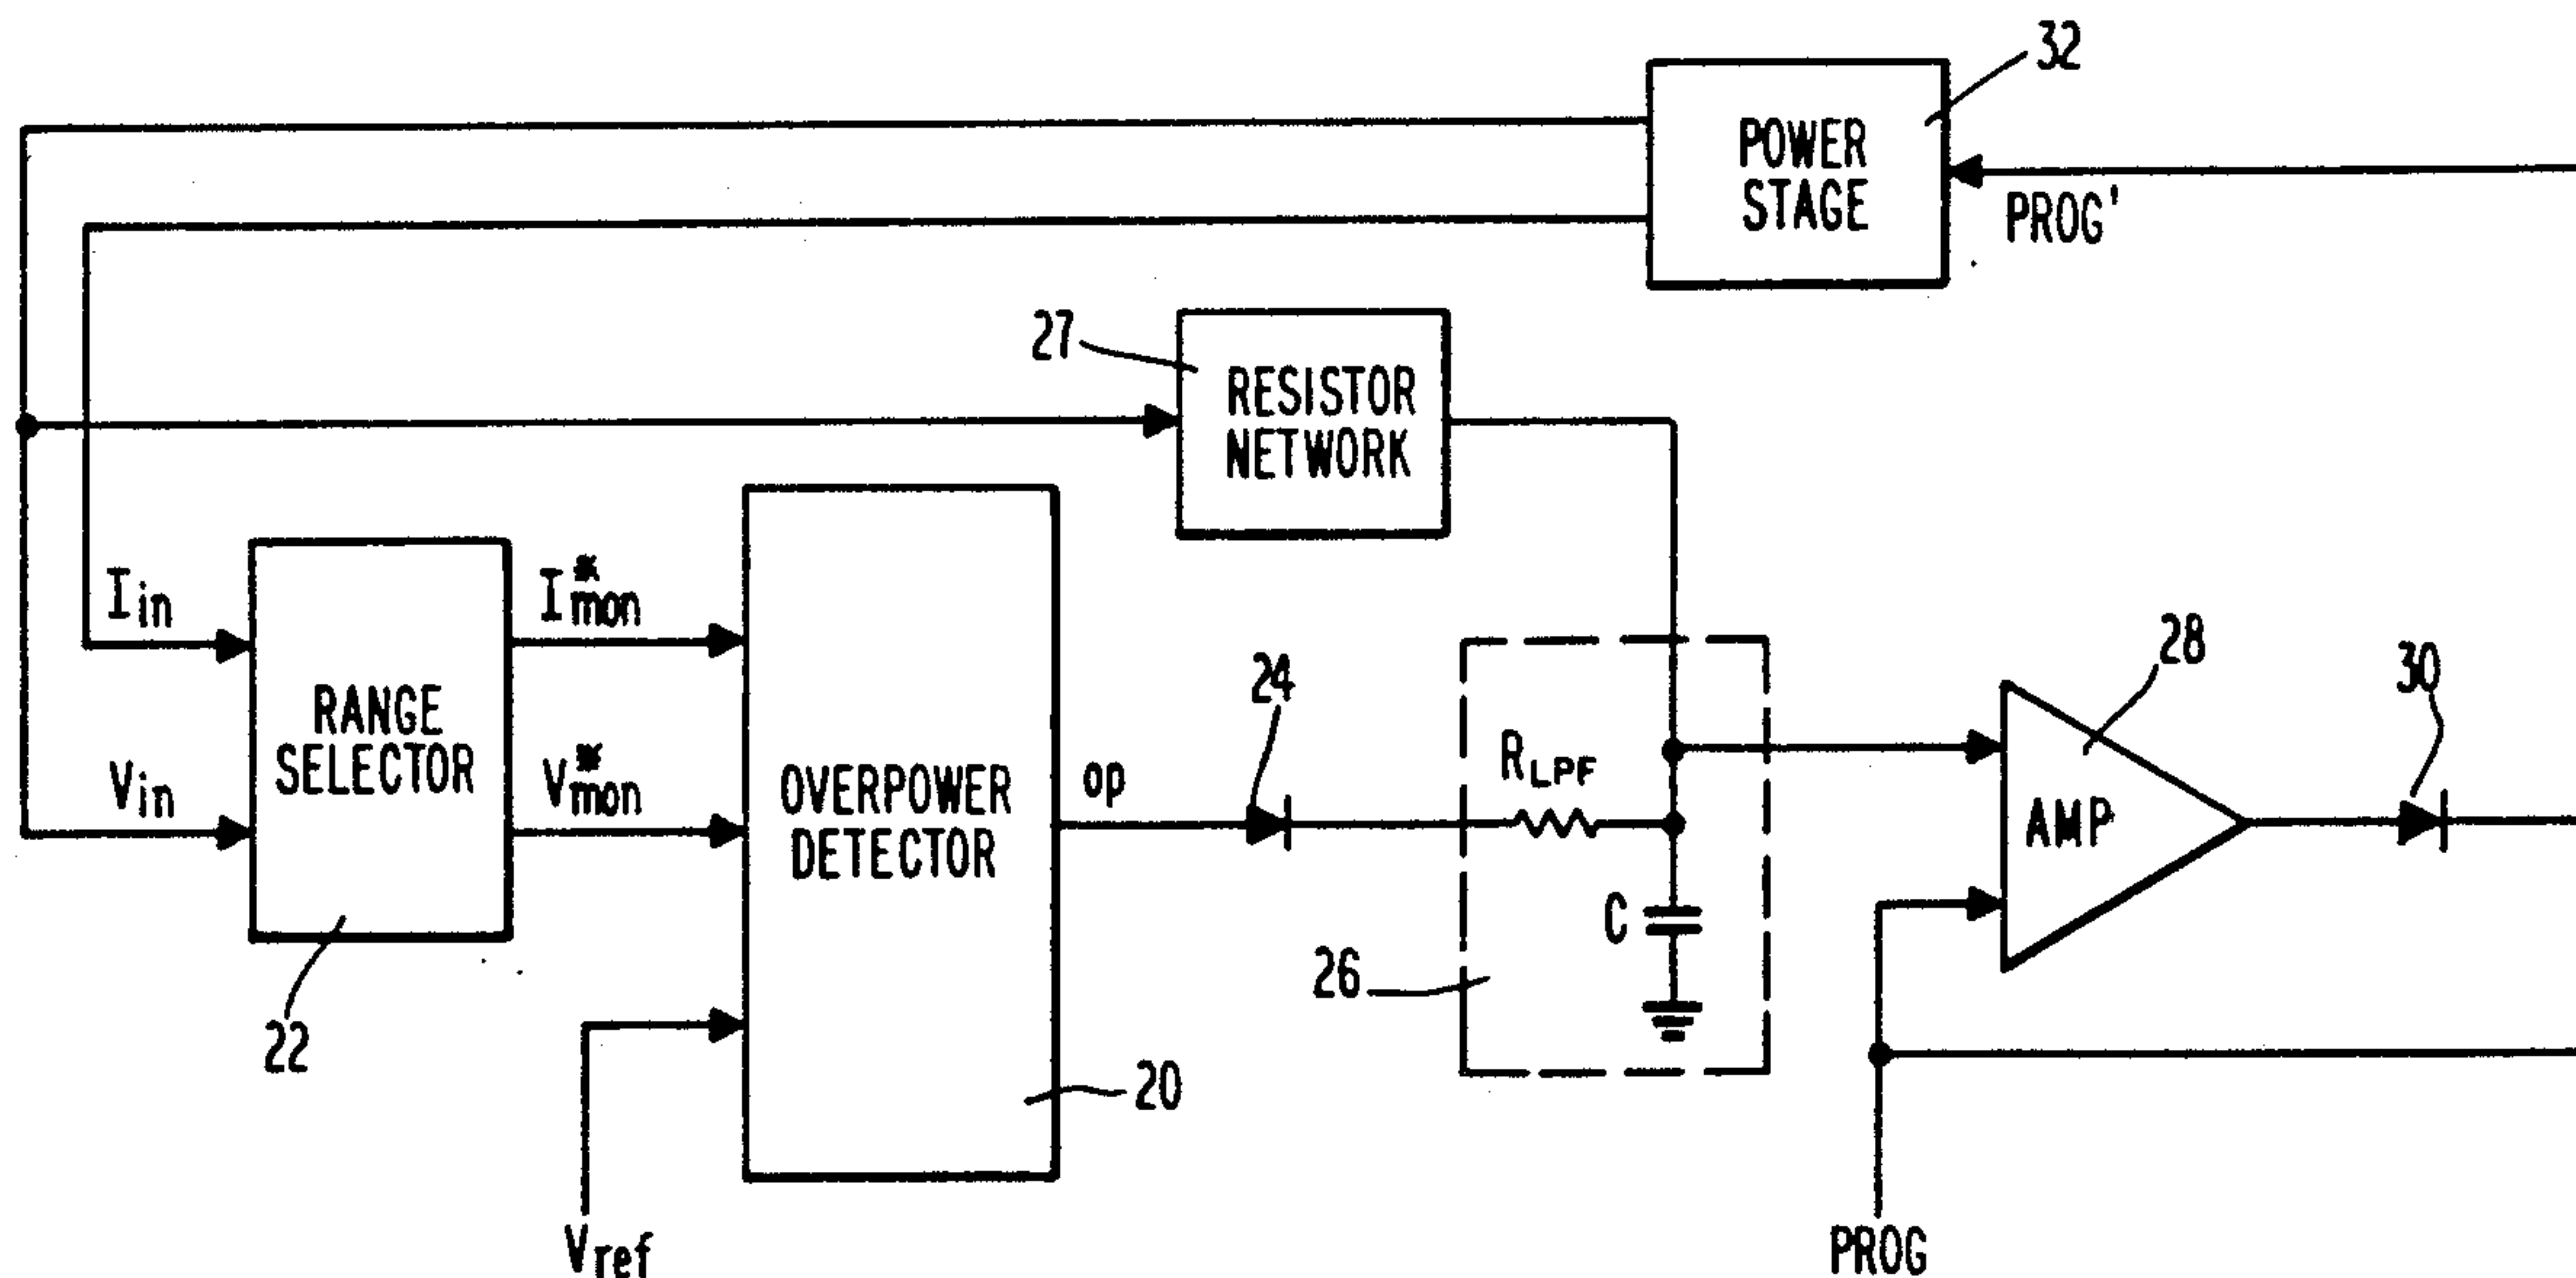 32
POWER
STAGE
PROG'
27
RESISTOR
NETWORK
Iin
I*mon
RANGE
SELECTOR
Vin
V*mon
22
OVERPOWER
DETECTOR
20
Vref
op
24
RLPF
C
26
28
AMP
30
PROG